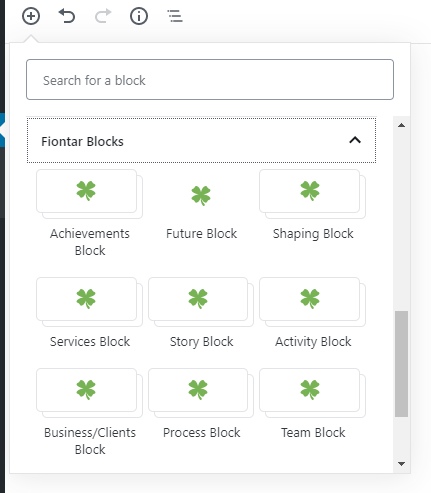 Search for a block
Fiontar Blocks
Achievements Block
Future Block
Shaping Block
Services Block
Story Block
Activity Block
Business/Clients Block
Process Block
Team Block